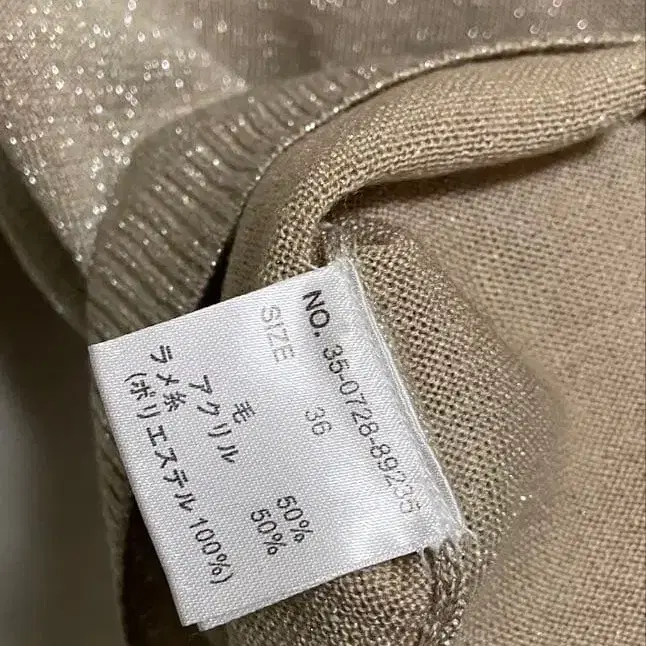 NO. 35-0728-89235
SIZE 36
毛 50%
アクリル 50%
ラメ糸
(ポリエステル100%)